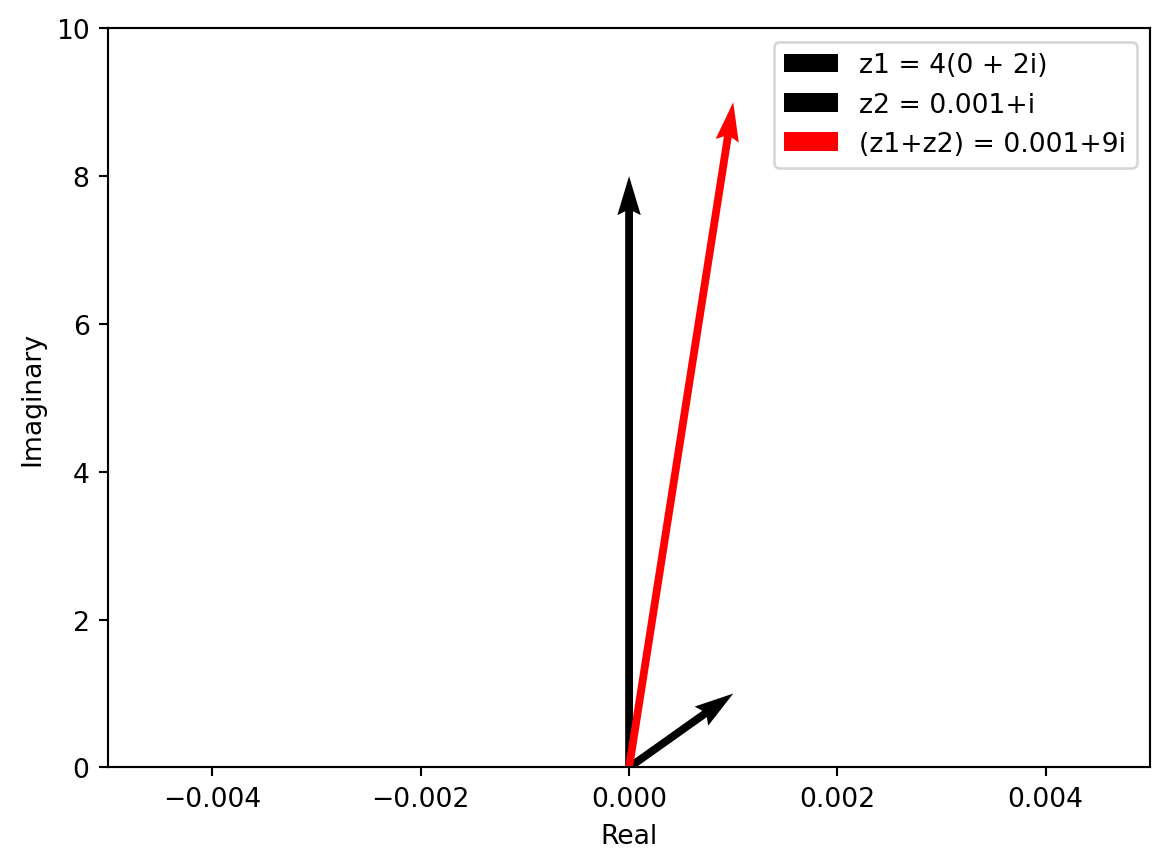 10
z1 = 4(0 + 2i)
z2 = 0.001+i
(z1+z2) = 0.001+9i
8
6
Imaginary
4
2
0
−0.004 −0.002 0.000 0.002 0.004
Real